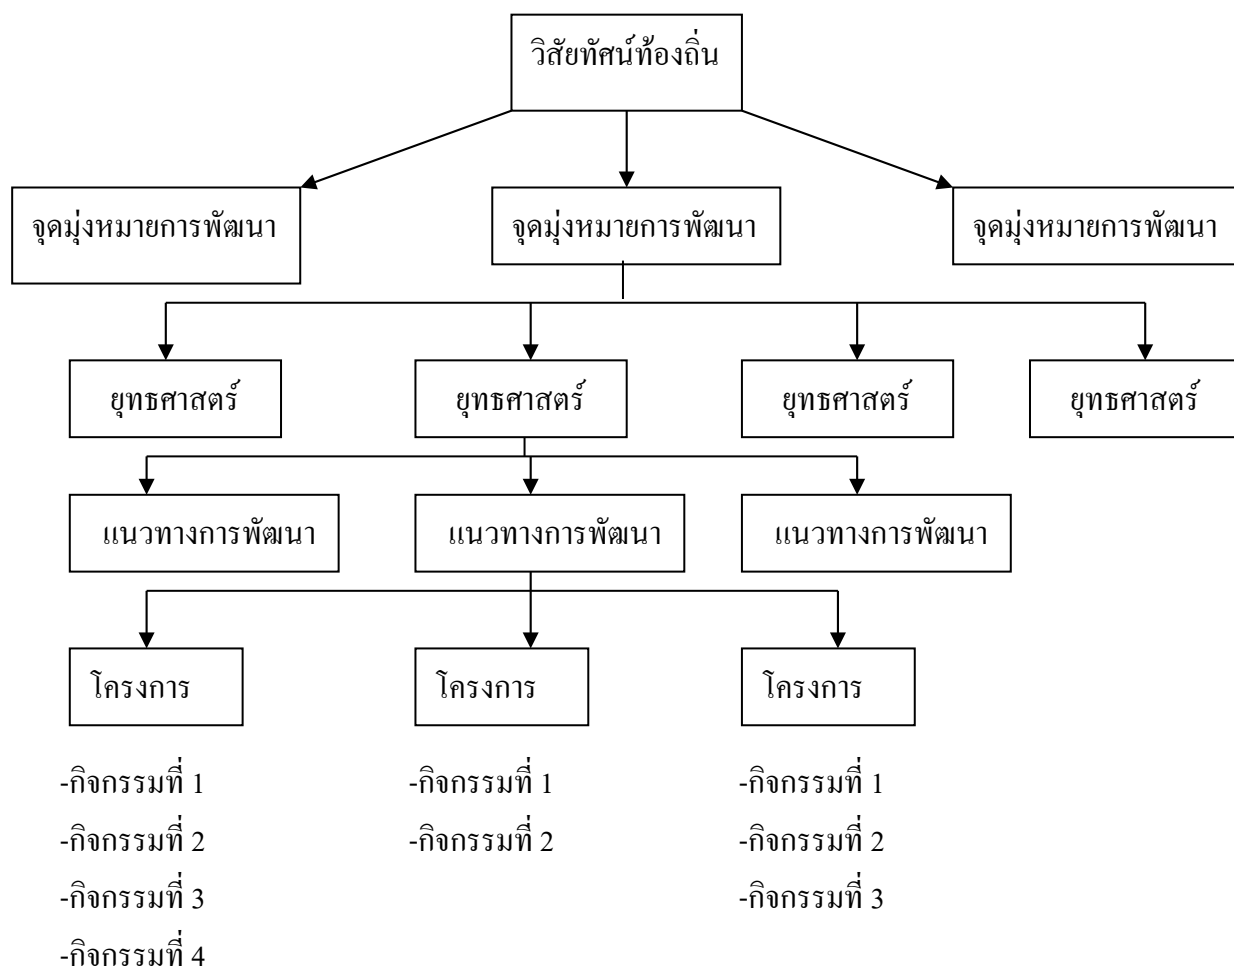 วิสัยทัศน์ท้องถิ่น
จุดมุ่งหมายการพัฒนา
จุดมุ่งหมายการพัฒนา
จุดมุ่งหมายการพัฒนา
ยุทธศาสตร์
ยุทธศาสตร์
ยุทธศาสตร์
ยุทธศาสตร์
แนวทางการพัฒนา
แนวทางการพัฒนา
แนวทางการพัฒนา
โครงการ
โครงการ
โครงการ
-กิจกรรมที่ 1
-กิจกรรมที่ 2
-กิจกรรมที่ 3
-กิจกรรมที่ 4
-กิจกรรมที่ 1
-กิจกรรมที่ 2
-กิจกรรมที่ 1
-กิจกรรมที่ 2
-กิจกรรมที่ 3